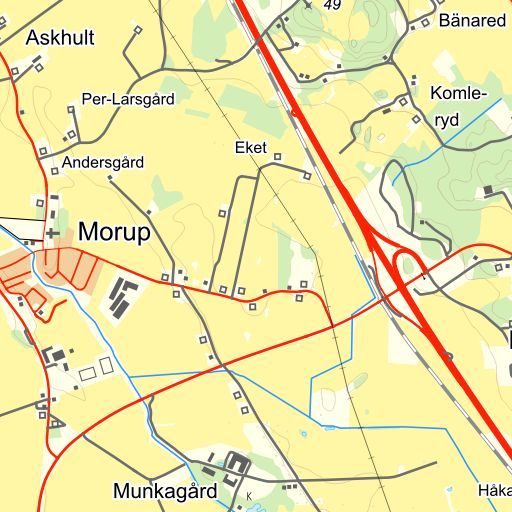 49
Bänared
Askhult
Per-Larsgård
Komle-
ryd
Eket
Andersgård
Morup
Munkagård
K
Håka